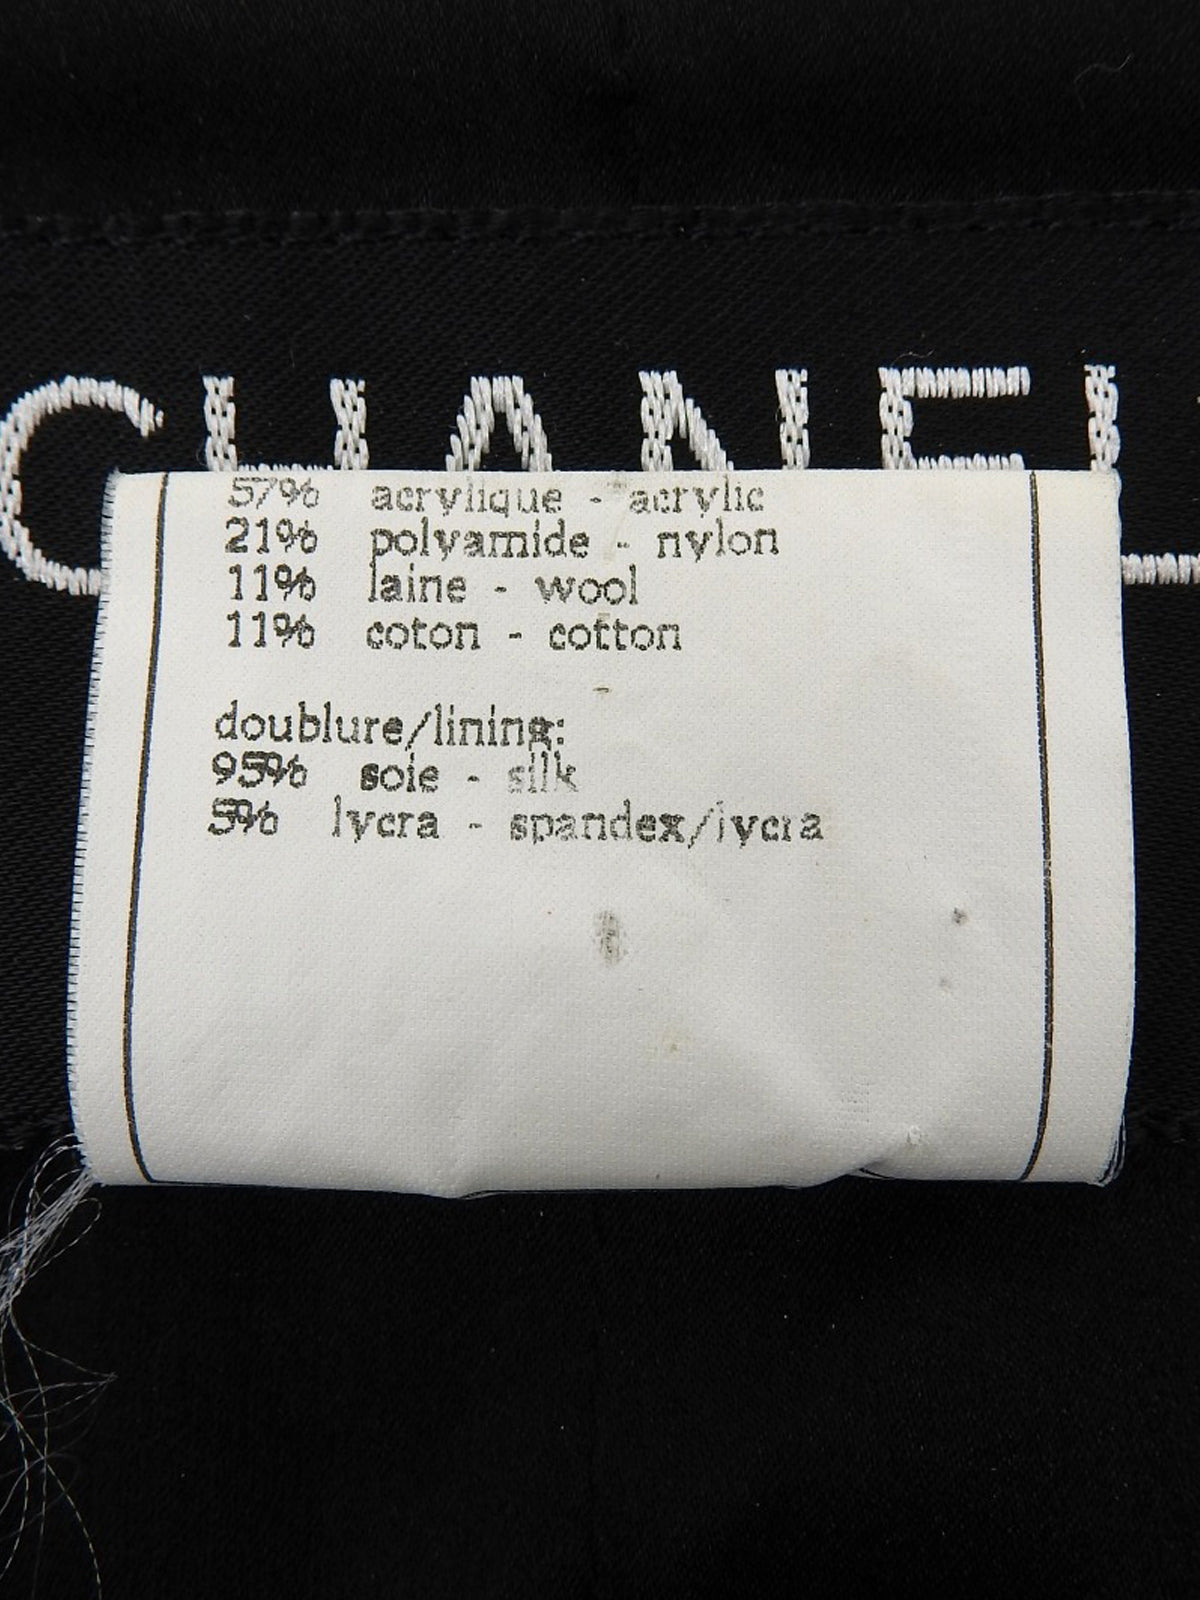 CHANEL
57% acrylique - acrylic
21% polyamide - nylon
11% laine - wool
11% coton - cotton
doublure/lining:
95% soie - silk
5% lycra - spandex/lycra